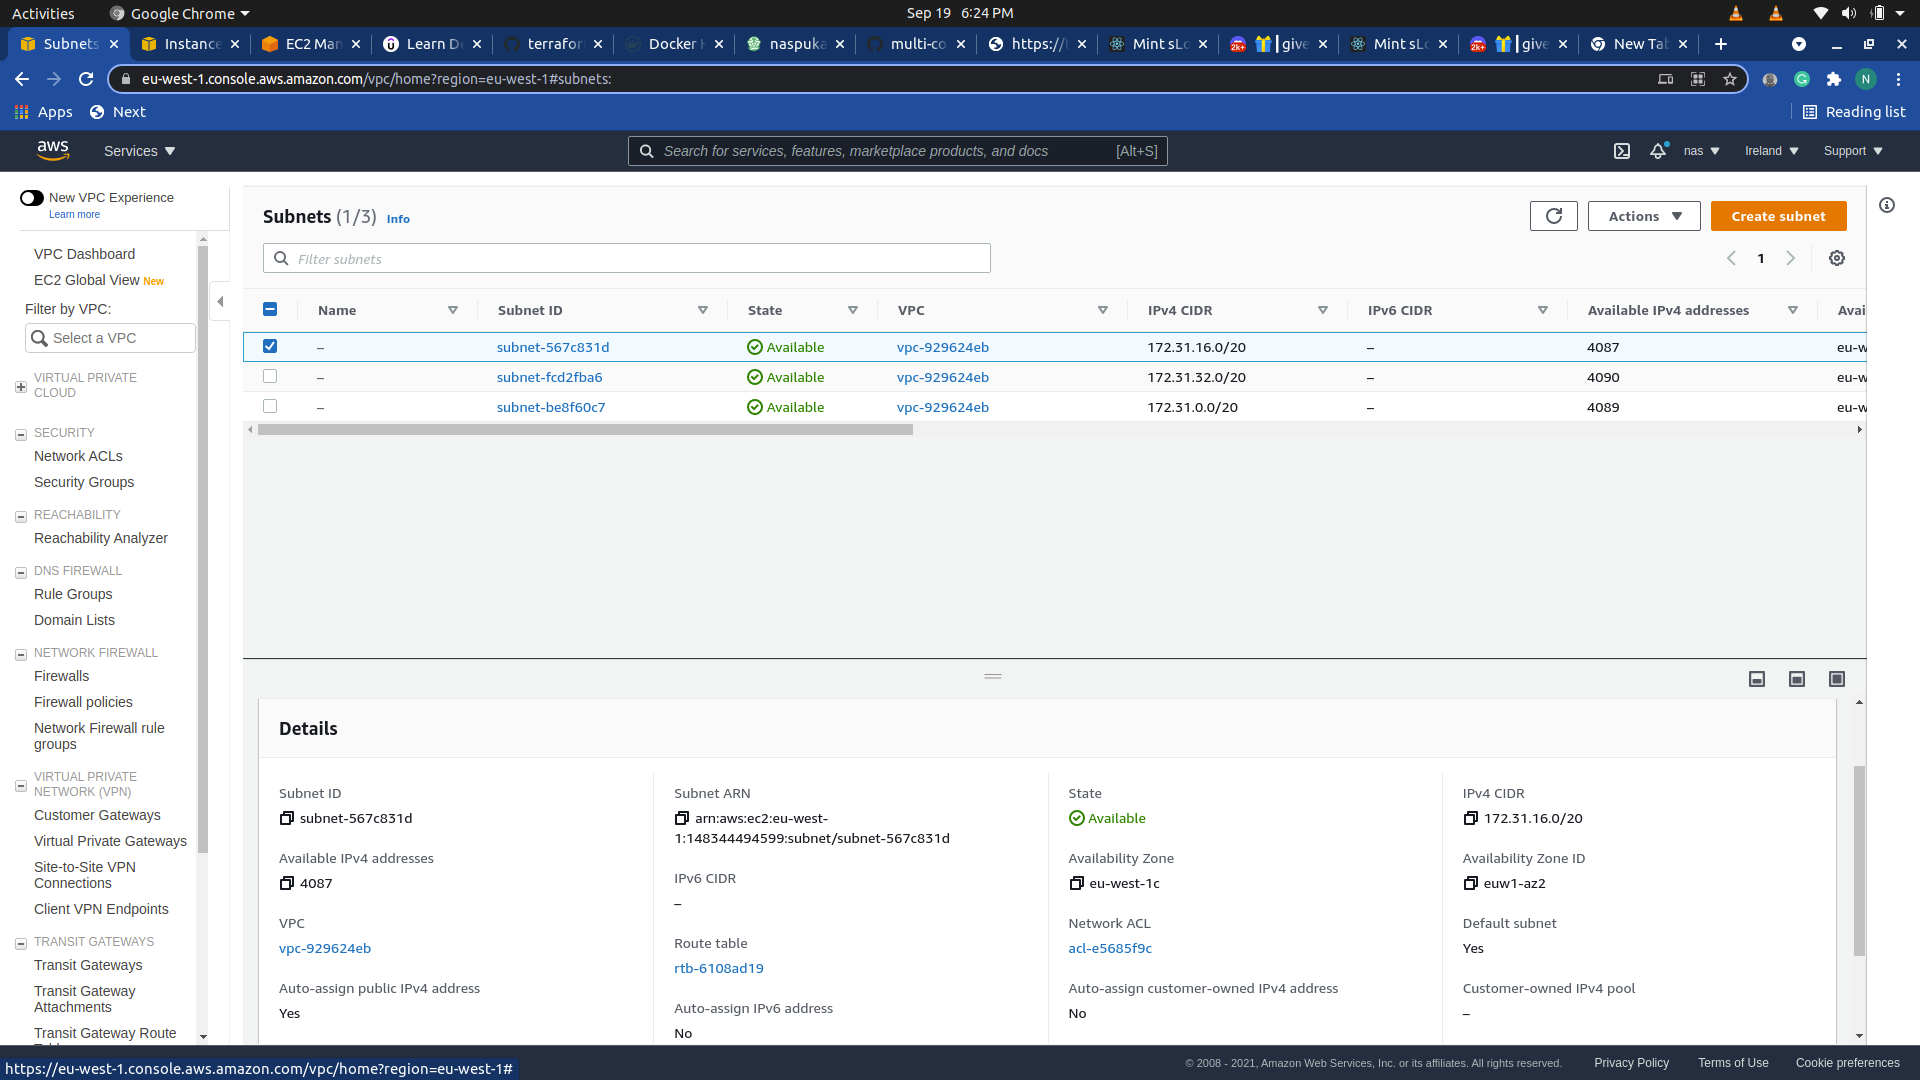 Activities
Google Chrome
Sep 19 6:24 PM
Subnets
Instance
EC2 Man
Learn De
terrafor
Docker H
naspuka
multi-co
https://l
Mint sLo
2k+
give
Mint sLo
2k+
give
New Tab
eu-west-1.console.aws.amazon.com/vpc/home?region=eu-west-1#subnets:
N
Apps
Next
Reading list
aws
Services
Search for services, features, marketplace products, and docs
[Alt+S]
nas
Ireland
Support
New VPC Experience
Learn more
VPC Dashboard
EC2 Global View New
Filter by VPC:
Select a VPC
VIRTUAL PRIVATE
CLOUD
SECURITY
Network ACLs
Security Groups
REACHABILITY
Reachability Analyzer
DNS FIREWALL
Rule Groups
Domain Lists
NETWORK FIREWALL
Firewalls
Firewall policies
Network Firewall rule
groups
VIRTUAL PRIVATE
NETWORK (VPN)
Customer Gateways
Virtual Private Gateways
Site-to-Site VPN
Connections
Client VPN Endpoints
TRANSIT GATEWAYS
Transit Gateways
Transit Gateway
Attachments
Transit Gateway Route
Subnets (1/3) Info
Actions
Create subnet
Filter subnets
1
Name Subnet ID State VPC IPv4 CIDR IPv6 CIDR Available IPv4 addresses Avai
– subnet-567c831d Available vpc-929624eb 172.31.16.0/20 – 4087 eu-w
– subnet-fcd2fba6 Available vpc-929624eb 172.31.32.0/20 – 4090 eu-w
– subnet-be8f60c7 Available vpc-929624eb 172.31.0.0/20 – 4089 eu-w
Details
Subnet ID
subnet-567c831d
Available IPv4 addresses
4087
VPC
vpc-929624eb
Auto-assign public IPv4 address
Yes
Subnet ARN
arn:aws:ec2:eu-west-
1:148344494599:subnet/subnet-567c831d
IPv6 CIDR
–
Route table
rtb-6108ad19
Auto-assign IPv6 address
No
State
Available
Availability Zone
eu-west-1c
Network ACL
acl-e5685f9c
Auto-assign customer-owned IPv4 address
No
IPv4 CIDR
172.31.16.0/20
Availability Zone ID
euw1-az2
Default subnet
Yes
Customer-owned IPv4 pool
–
https://eu-west-1.console.aws.amazon.com/vpc/home?region=eu-west-1#
© 2008 - 2021, Amazon Web Services, Inc. or its affiliates. All rights reserved.
Privacy Policy
Terms of Use
Cookie preferences